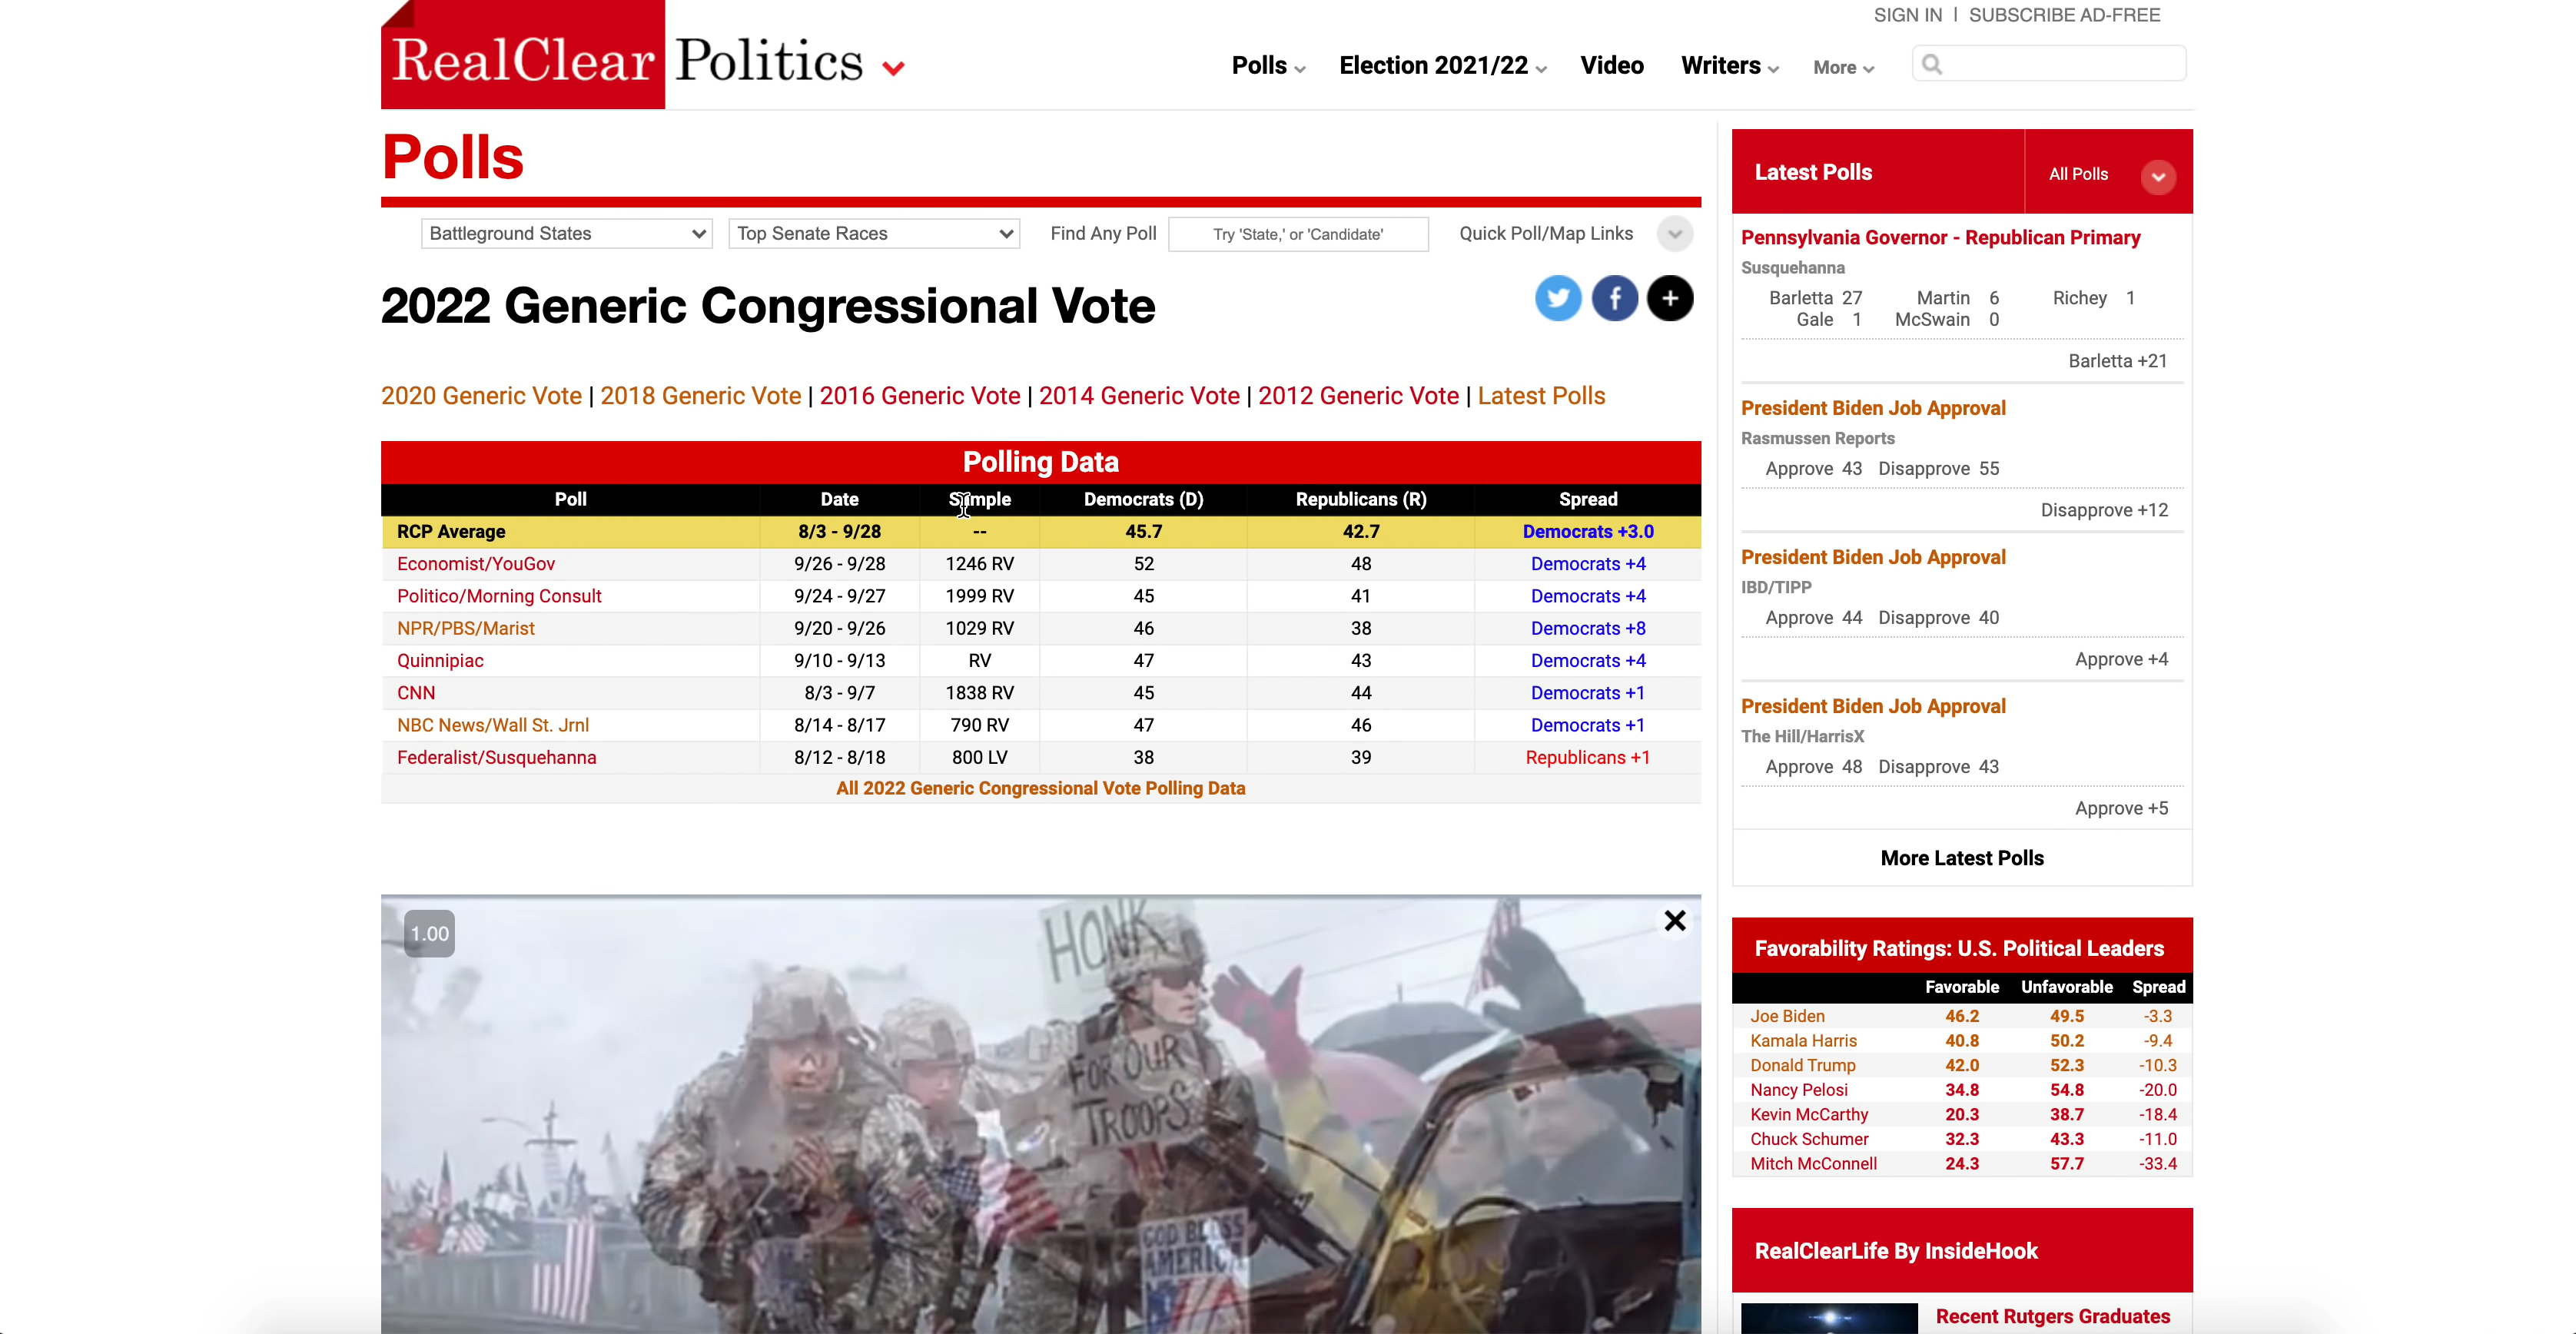 SIGN IN | SUBSCRIBE AD-FREE
RealClear Politics
Polls Election 2021/22 Video Writers More
Polls
Battleground States Top Senate Races Find Any Poll Try 'State,' or 'Candidate' Quick Poll/Map Links
2022 Generic Congressional Vote
2020 Generic Vote | 2018 Generic Vote | 2016 Generic Vote | 2014 Generic Vote | 2012 Generic Vote | Latest Polls
Polling Data
Poll Date Sample Democrats (D) Republicans (R) Spread
RCP Average 8/3 - 9/28 -- 45.7 42.7 Democrats +3.0
Economist/YouGov 9/26 - 9/28 1246 RV 52 48 Democrats +4
Politico/Morning Consult 9/24 - 9/27 1999 RV 45 41 Democrats +4
NPR/PBS/Marist 9/20 - 9/26 1029 RV 46 38 Democrats +8
Quinnipiac 9/10 - 9/13 RV 47 43 Democrats +4
CNN 8/3 - 9/7 1838 RV 45 44 Democrats +1
NBC News/Wall St. Jrnl 8/14 - 8/17 790 RV 47 46 Democrats +1
Federalist/Susquehanna 8/12 - 8/18 800 LV 38 39 Republicans +1
All 2022 Generic Congressional Vote Polling Data
1.00
HONK
FOR OUR
TROOPS
GOD BLESS
AMERICA
Latest Polls All Polls
Pennsylvania Governor - Republican Primary
Susquehanna
Barletta 27 Martin 6 Richey 1
Gale 1 McSwain 0
Barletta +21
President Biden Job Approval
Rasmussen Reports
Approve 43 Disapprove 55
Disapprove +12
President Biden Job Approval
IBD/TIPP
Approve 44 Disapprove 40
Approve +4
President Biden Job Approval
The Hill/HarrisX
Approve 48 Disapprove 43
Approve +5
More Latest Polls
Favorability Ratings: U.S. Political Leaders
Favorable Unfavorable Spread
Joe Biden 46.2 49.5 -3.3
Kamala Harris 40.8 50.2 -9.4
Donald Trump 42.0 52.3 -10.3
Nancy Pelosi 34.8 54.8 -20.0
Kevin McCarthy 20.3 38.7 -18.4
Chuck Schumer 32.3 43.3 -11.0
Mitch McConnell 24.3 57.7 -33.4
RealClearLife By InsideHook
Recent Rutgers Graduates